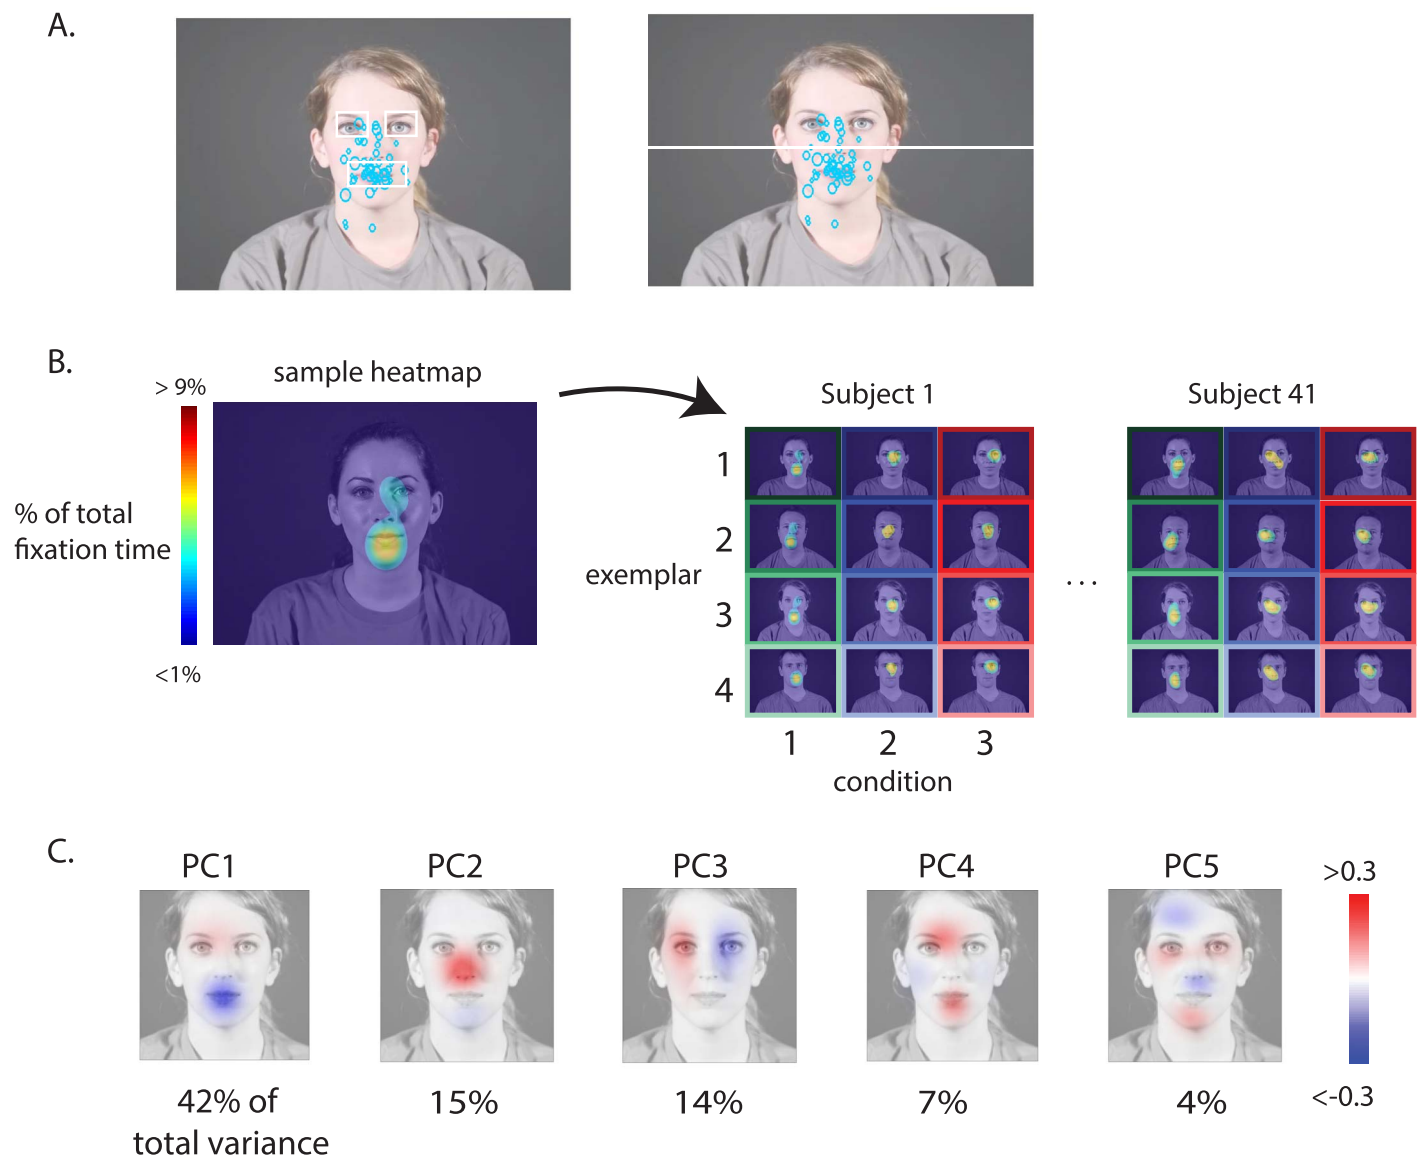 A.
B.
sample heatmap
> 9%
% of total
fixation time
<1%
Subject 1
Subject 41
exemplar
1
2
3
4
...
1
2
3
condition
C.
PC1
PC2
PC3
PC4
PC5
42% of
total variance
15%
14%
7%
4%
>0.3
<-0.3